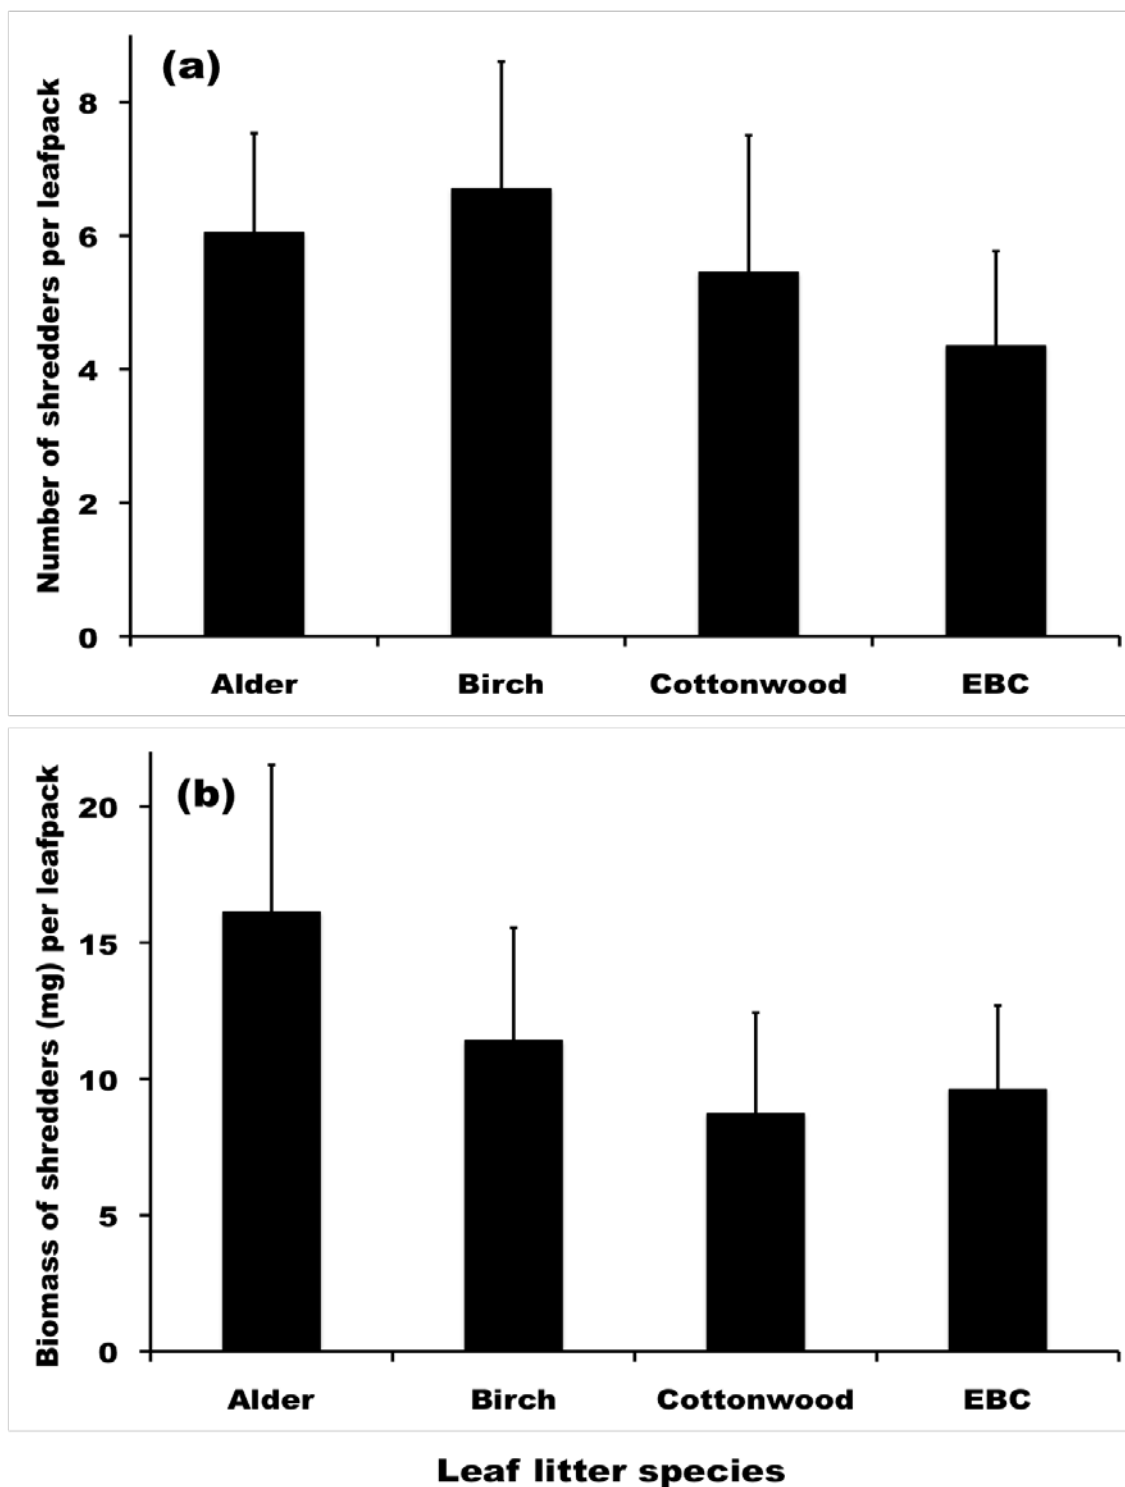 (a)
Number of shredders per leafpack
8
6
4
2
0
Alder Birch Cottonwood EBC
(b)
Biomass of shredders (mg) per leafpack
20
15
10
5
0
Alder Birch Cottonwood EBC
Leaf litter species